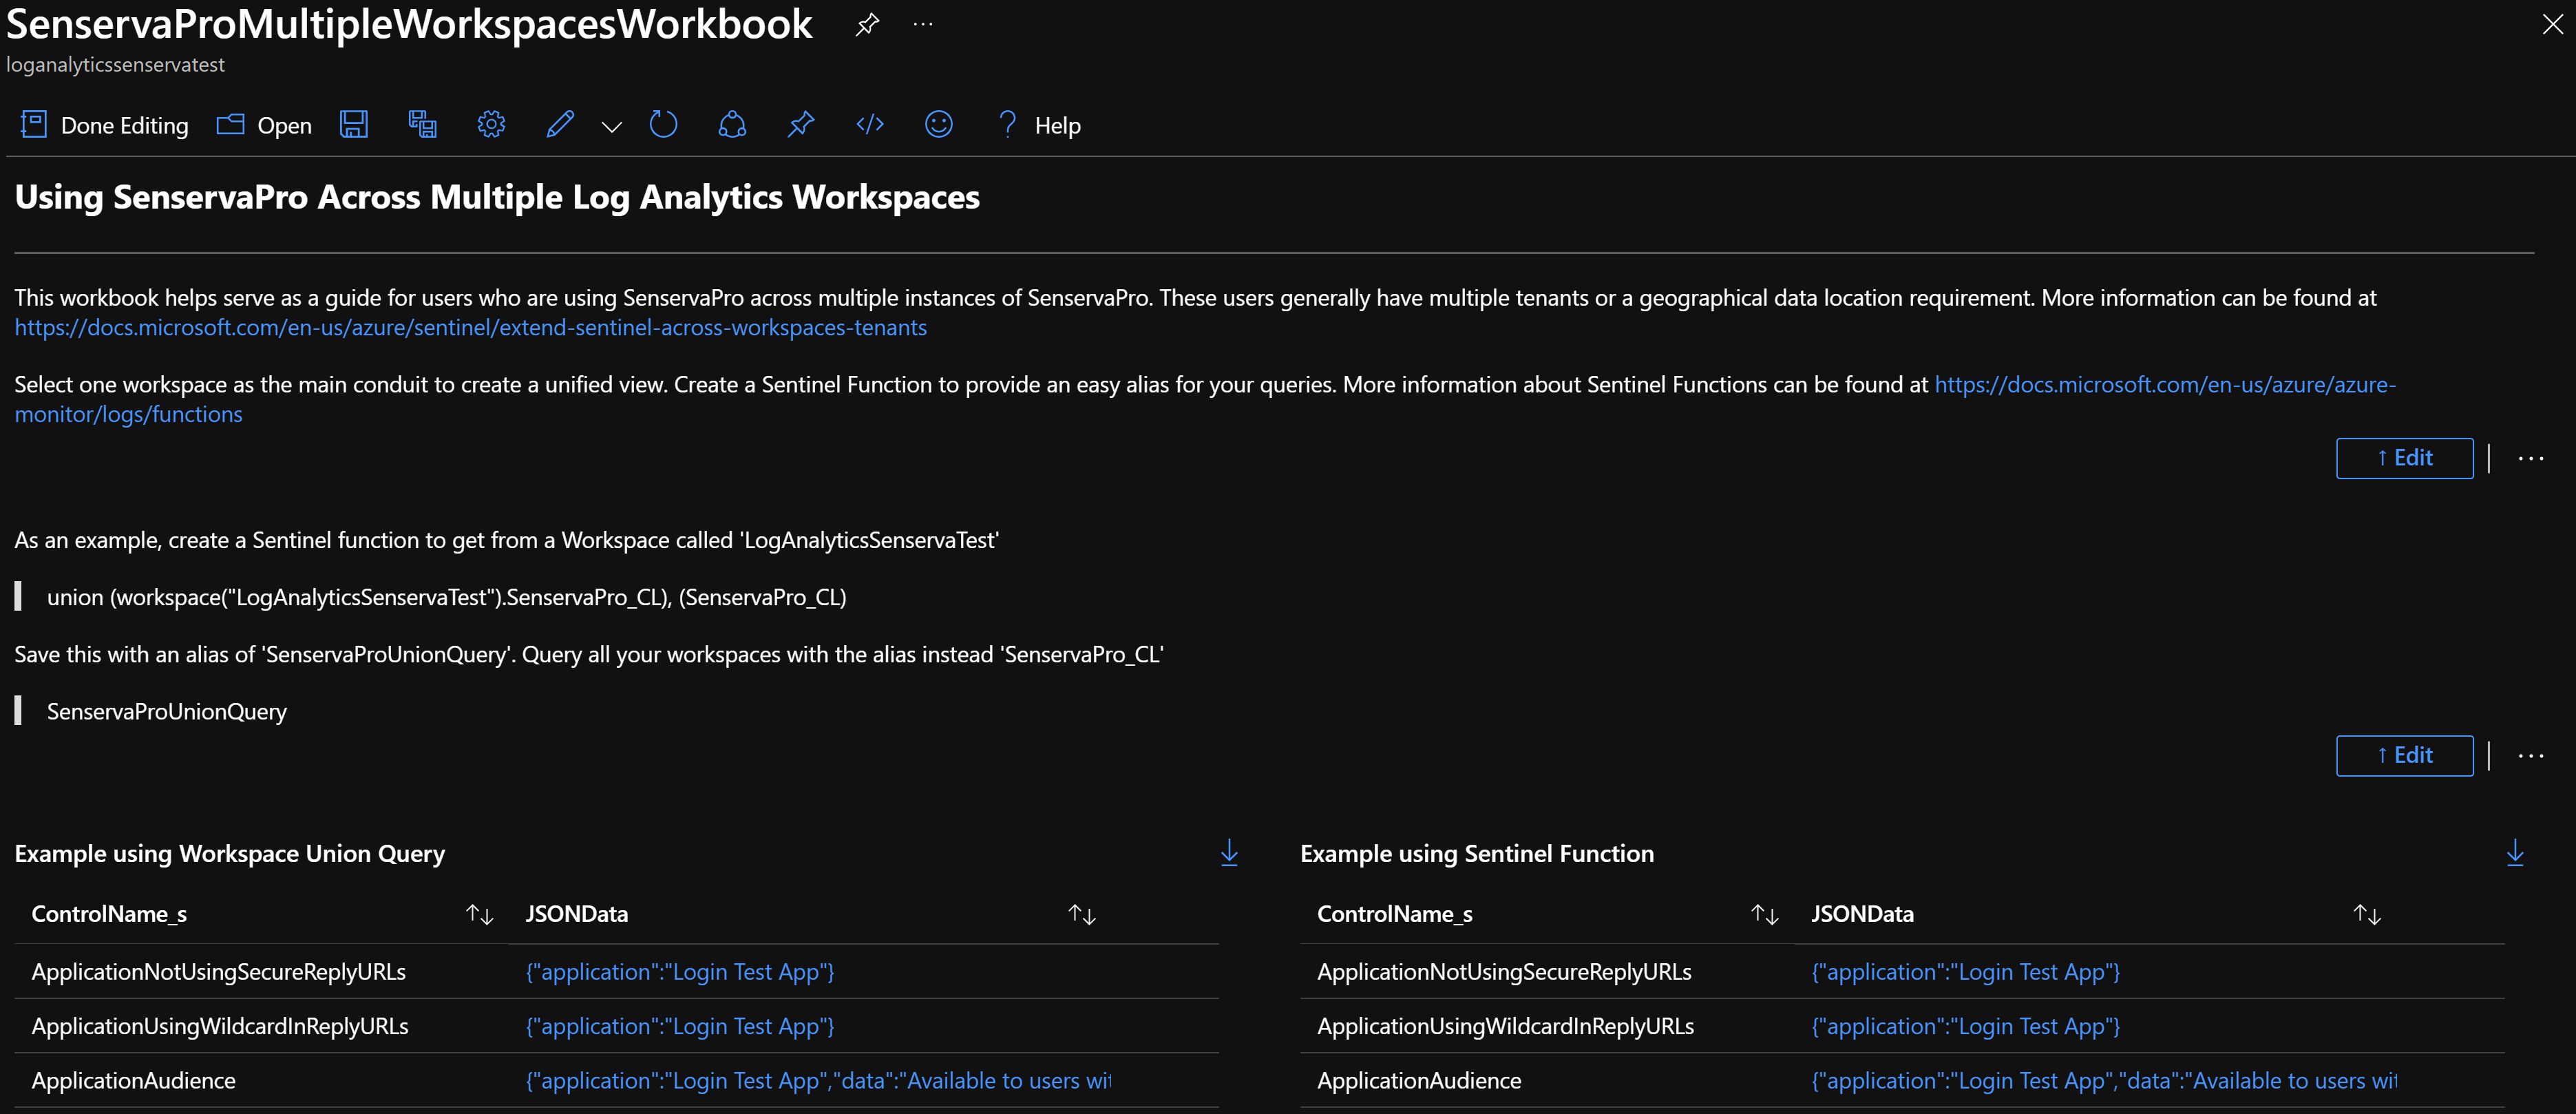 SenservaProMultipleWorkspacesWorkbook
loganalyticssenservatest
Done Editing Open Help
Using SenservaPro Across Multiple Log Analytics Workspaces
This workbook helps serve as a guide for users who are using SenservaPro across multiple instances of SenservaPro. These users generally have multiple tenants or a geographical data location requirement. More information can be found at
https://docs.microsoft.com/en-us/azure/sentinel/extend-sentinel-across-workspaces-tenants
Select one workspace as the main conduit to create a unified view. Create a Sentinel Function to provide an easy alias for your queries. More information about Sentinel Functions can be found at https://docs.microsoft.com/en-us/azure/azure-
monitor/logs/functions
↑ Edit
As an example, create a Sentinel function to get from a Workspace called 'LogAnalyticsSenservaTest'
union (workspace("LogAnalyticsSenservaTest").SenservaPro_CL), (SenservaPro_CL)
Save this with an alias of 'SenservaProUnionQuery'. Query all your workspaces with the alias instead 'SenservaPro_CL'
SenservaProUnionQuery
↑ Edit
Example using Workspace Union Query
ControlName_s JSONData
ApplicationNotUsingSecureReplyURLs {"application":"Login Test App"}
ApplicationUsingWildcardInReplyURLs {"application":"Login Test App"}
ApplicationAudience {"application":"Login Test App","data":"Available to users wit
Example using Sentinel Function
ControlName_s JSONData
ApplicationNotUsingSecureReplyURLs {"application":"Login Test App"}
ApplicationUsingWildcardInReplyURLs {"application":"Login Test App"}
ApplicationAudience {"application":"Login Test App","data":"Available to users wit